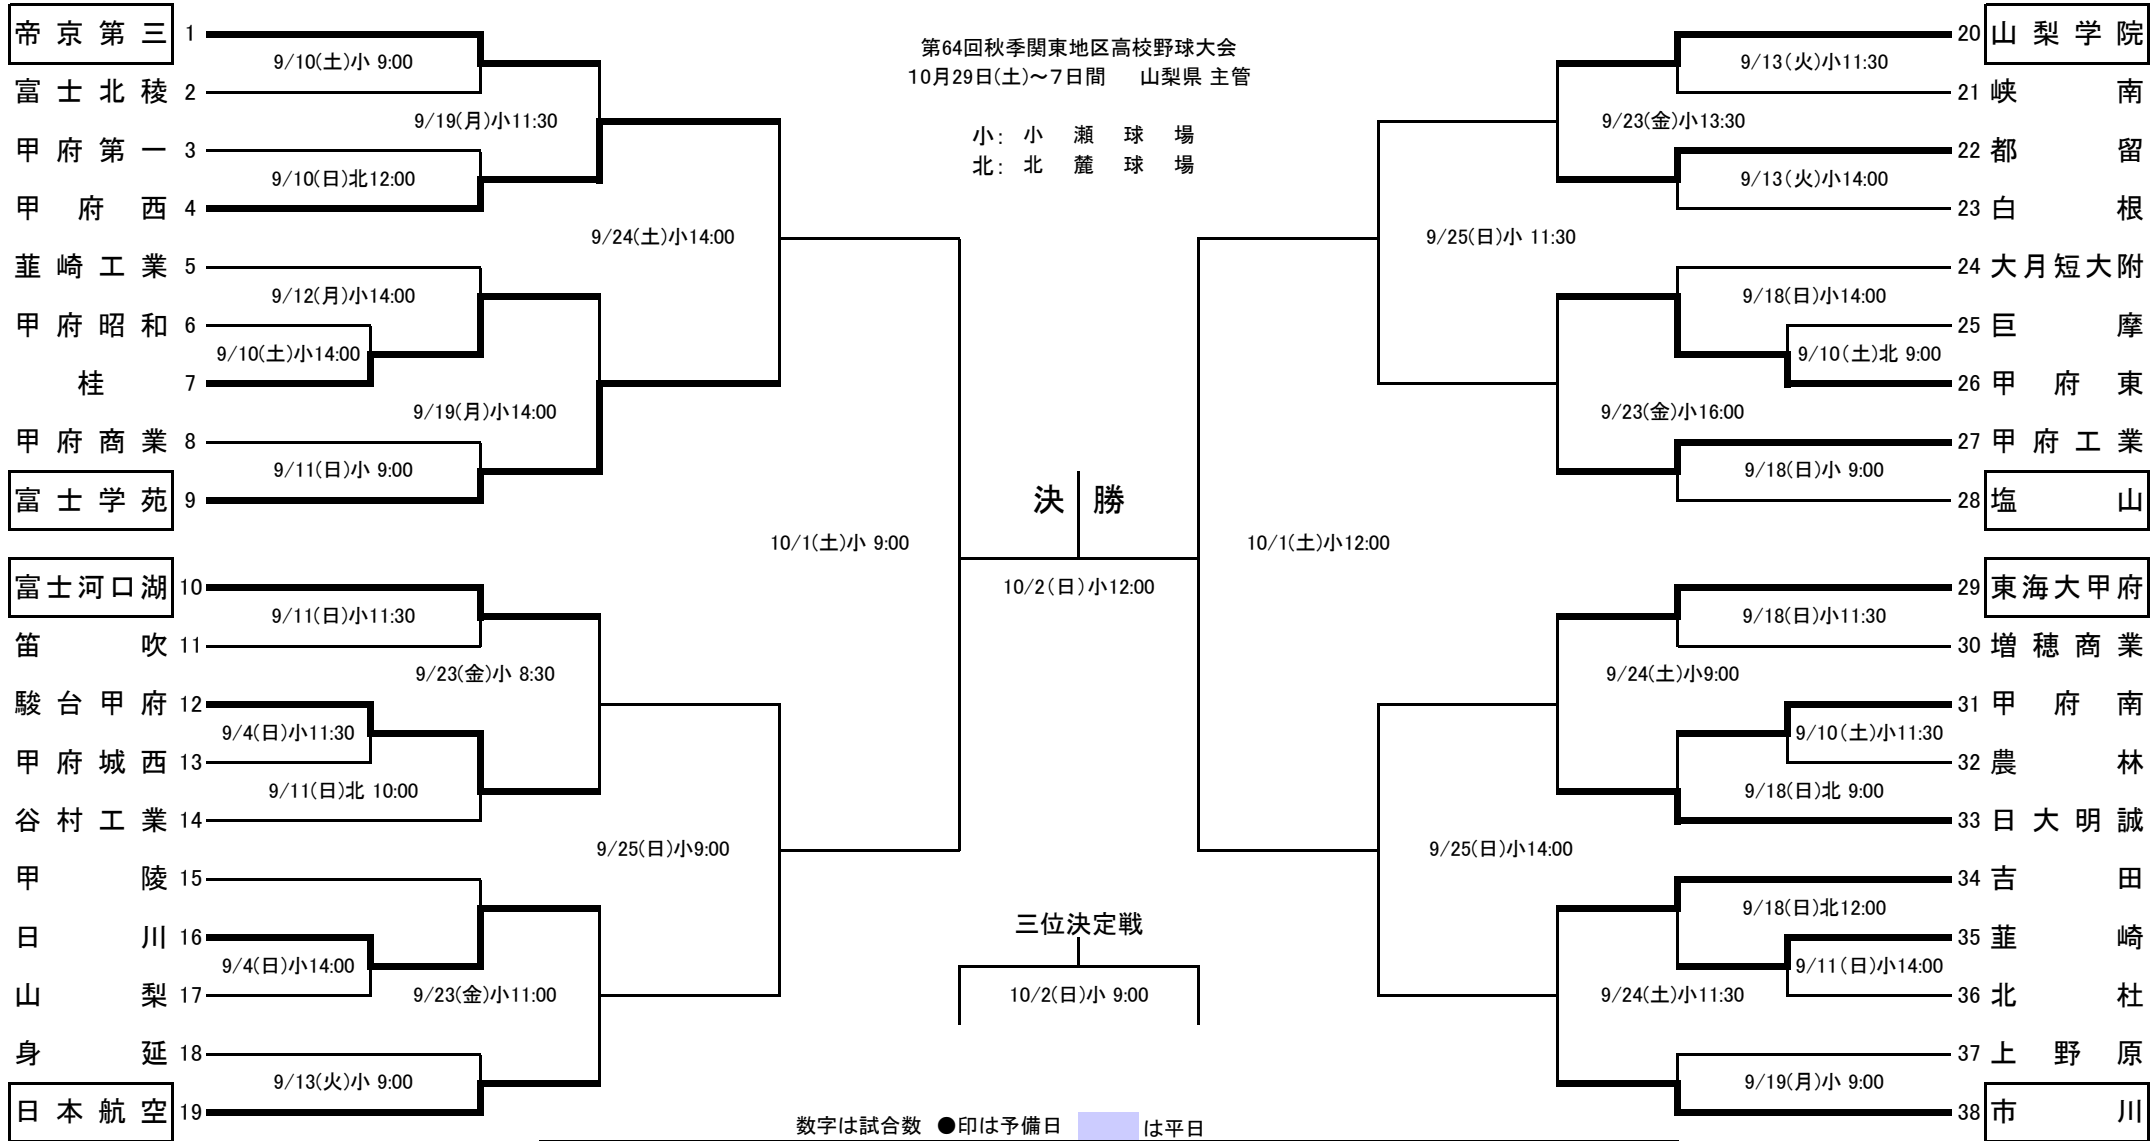 第64回秋季関東地区高校野球大会
10月29日(土)～7日間 山梨県 主管
小: 小瀬球場
北: 北麓球場
帝京第三 1
9/10(土)小 9:00
富士北稜 2
9/19(月)小11:30
甲府第一 3
9/10(日)北12:00
甲府西 4
9/24(土)小14:00
韮崎工業 5
9/12(月)小14:00
甲府昭和 6
9/10(土)小14:00
桂 7
9/19(月)小14:00
甲府商業 8
9/11(日)小 9:00
富士学苑 9
10/1(土)小 9:00
富士河口湖 10
9/11(日)小11:30
笛吹 11
9/23(金)小 8:30
駿台甲府 12
9/4(日)小11:30
甲府城西 13
9/11(日)北 10:00
谷村工業 14
9/25(日)小9:00
甲陵 15
日川 16
9/4(日)小14:00
山梨 17
9/23(金)小11:00
身延 18
9/13(火)小 9:00
日本航空 19
決勝
10/2(日)小12:00
三位決定戦
10/2(日)小 9:00
20 山梨学院
9/13(火)小11:30
21 峡南
9/23(金)小13:30
22 都留
9/13(火)小14:00
23 白根
9/25(日)小 11:30
24 大月短大附
9/18(日)小14:00
25 巨摩
9/10(土)北 9:00
26 甲府東
9/23(金)小16:00
27 甲府工業
9/18(日)小 9:00
28 塩山
10/1(土)小12:00
29 東海大甲府
9/18(日)小11:30
30 増穂商業
9/24(土)小9:00
31 甲府南
9/10(土)小11:30
32 農林
9/18(日)北 9:00
33 日大明誠
9/25(日)小14:00
34 吉田
9/18(日)北12:00
35 韮崎
9/11(日)小14:00
36 北杜
9/24(土)小11:30
37 上野原
9/19(月)小 9:00
38 市川
数字は試合数 ●印は予備日 は平日